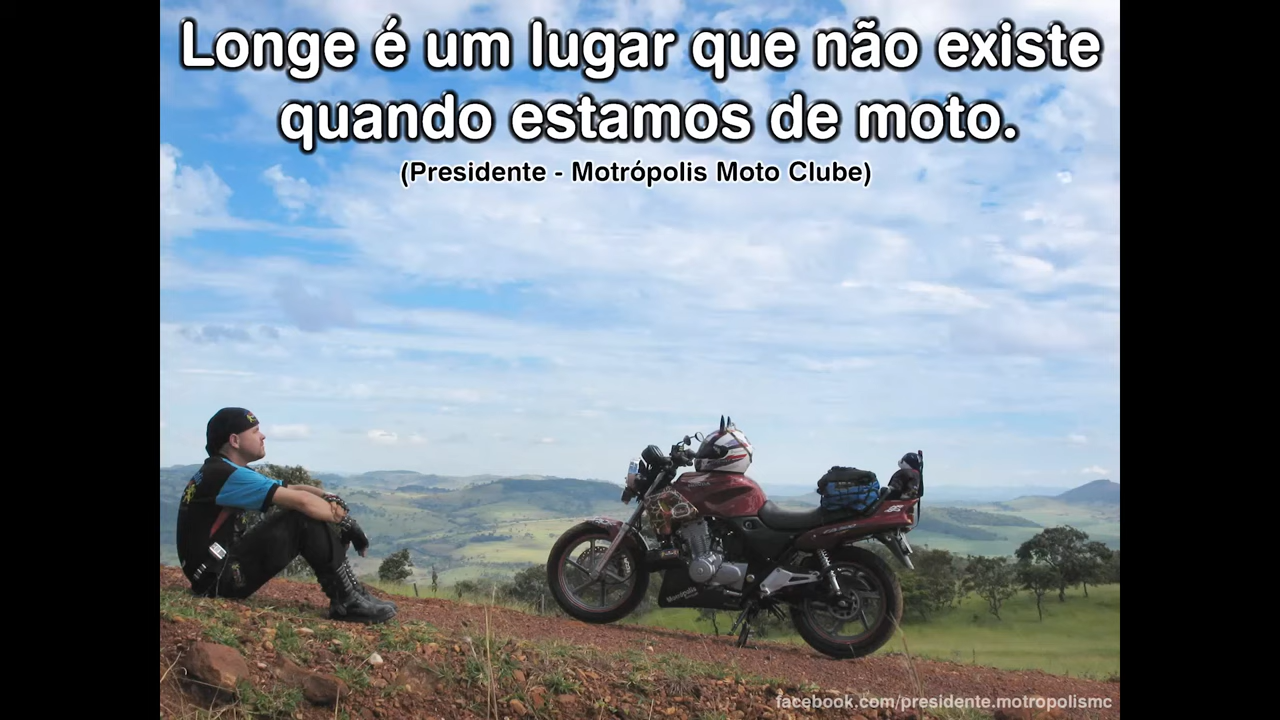 Longe é um lugar que não existe
quando estamos de moto.
(Presidente - Motrópolis Moto Clube)
facebook.com/presidente.motropolismc